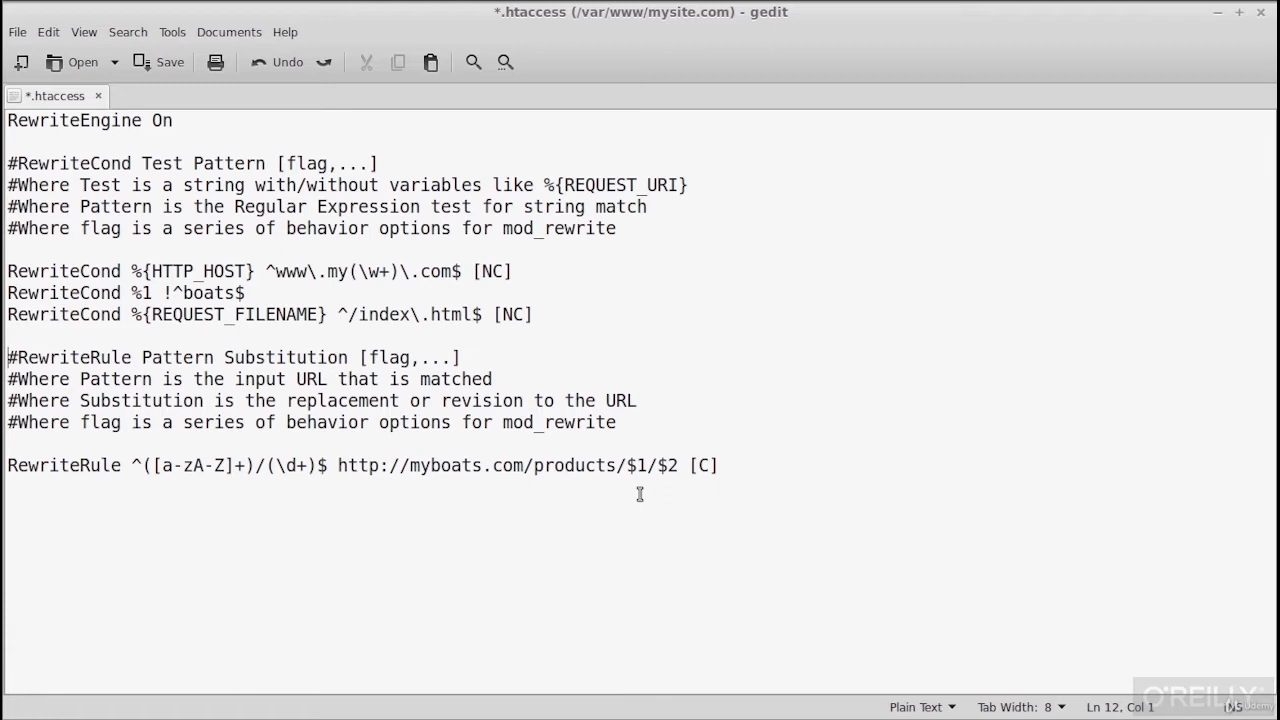 *.htaccess (/var/www/mysite.com) - gedit
File Edit View Search Tools Documents Help
Open Save Undo
*.htaccess ×
RewriteEngine On
#RewriteCond Test Pattern [flag,...]
#Where Test is a string with/without variables like %{REQUEST_URI}
#Where Pattern is the Regular Expression test for string match
#Where flag is a series of behavior options for mod_rewrite
RewriteCond %{HTTP_HOST} ^www\.my(\w+)\.com$ [NC]
RewriteCond %1 !^boats$
RewriteCond %{REQUEST_FILENAME} ^/index\.html$ [NC]
#RewriteRule Pattern Substitution [flag,...]
#Where Pattern is the input URL that is matched
#Where Substitution is the replacement or revision to the URL
#Where flag is a series of behavior options for mod_rewrite
RewriteRule ^([a-zA-Z]+)/(\d+)$ http://myboats.com/products/$1/$2 [C]
O'REILLY
Plain Text Tab Width: 8 Ln 12, Col 1 Udemy